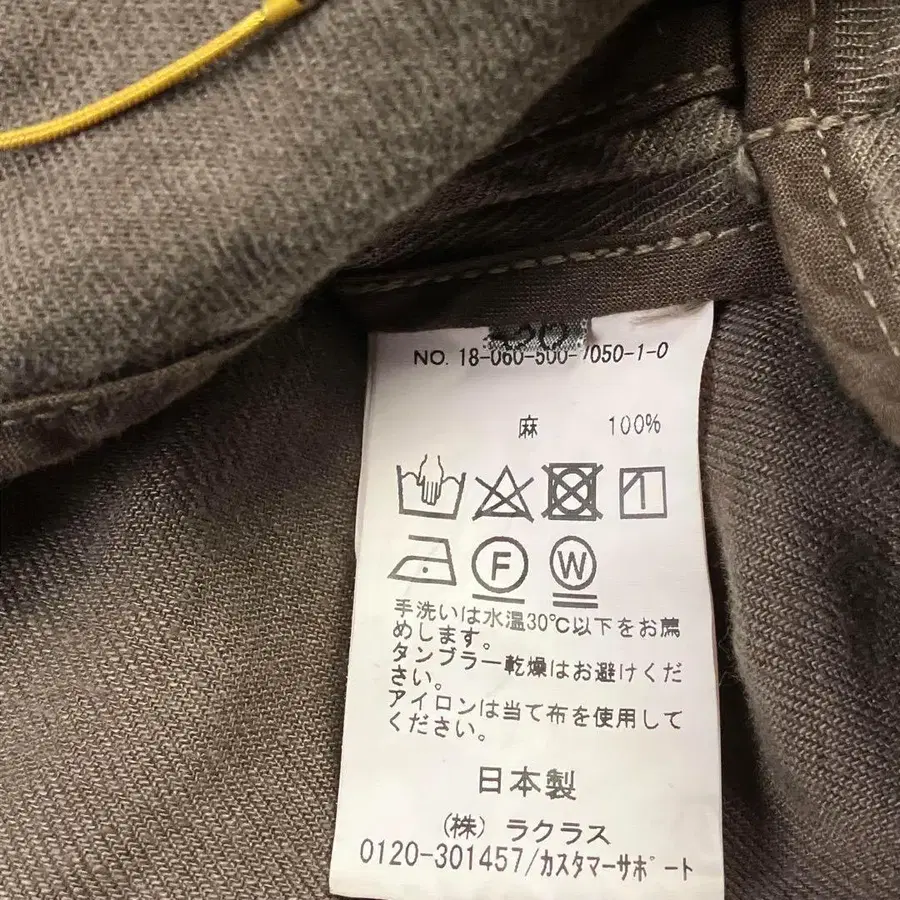 NO. 18-060-500-7050-1-0
麻 100%
F W
手洗いは水温30℃以下をお薦
めします。
タンブラー乾燥はお避けくだ
さい。
アイロンは当て布を使用して
ください。
日本製
(株) ラクラス
0120-301457/カスタマーサポート